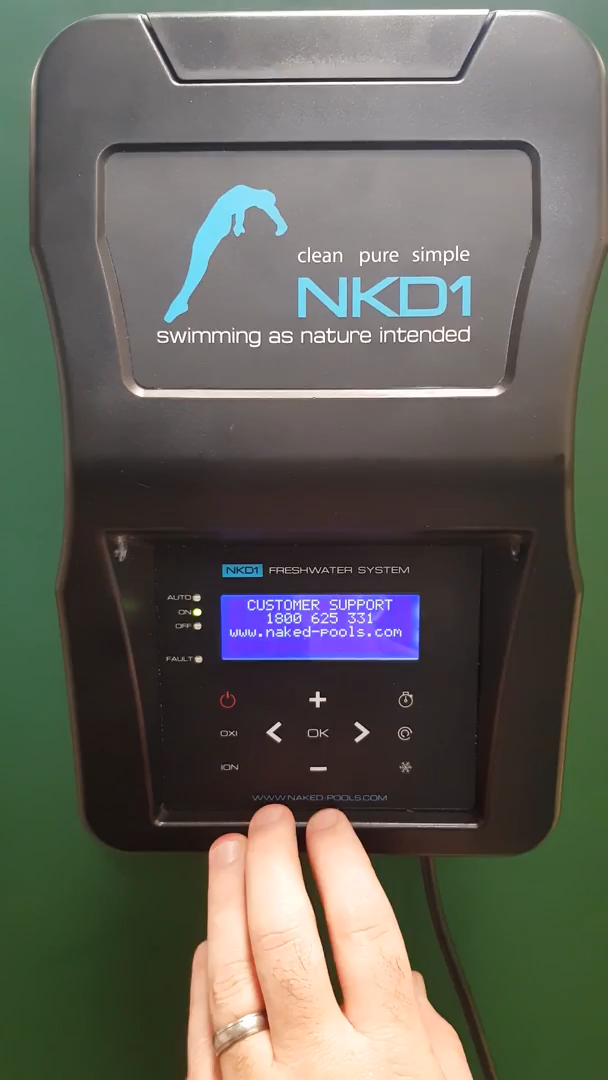 clean pure simple
NKD1
swimming as nature intended
NKD1 FRESHWATER SYSTEM
AUTO
ON
OFF
FAULT
CUSTOMER SUPPORT
1800 625 331
www.naked-pools.com
OXI
OK
ION
WWW.NAKED-POOLS.COM